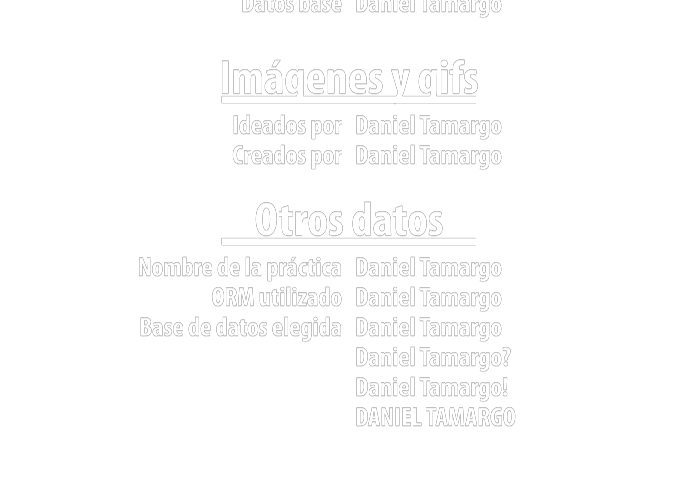 Datos base Daniel Tamargo
Imágenes y gifs
Ideados por Daniel Tamargo
Creados por Daniel Tamargo
Otros datos
Nombre de la práctica Daniel Tamargo
ORM utilizado Daniel Tamargo
Base de datos elegida Daniel Tamargo
Daniel Tamargo?
Daniel Tamargo!
DANIEL TAMARGO